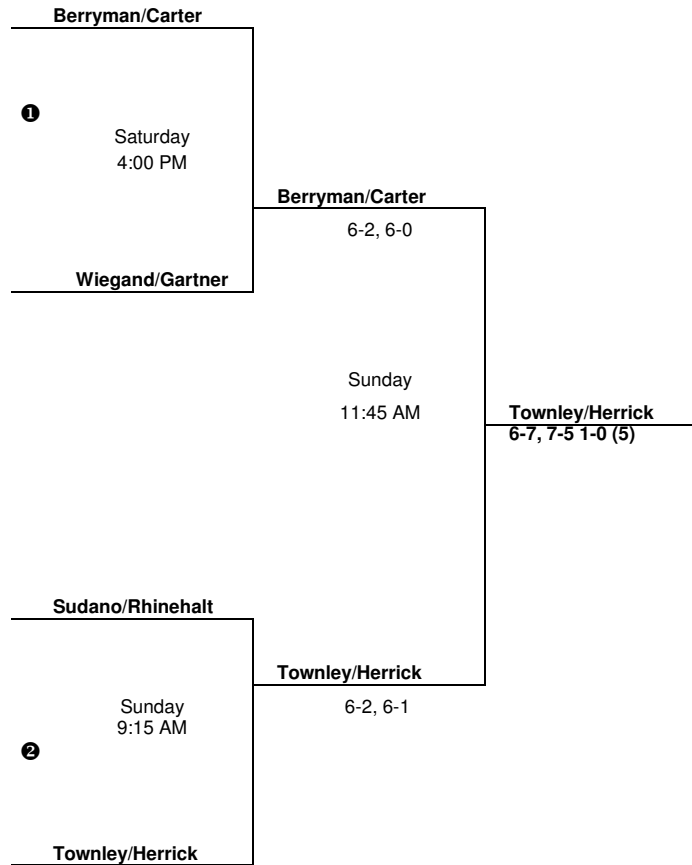 Berryman/Carter
❶
Saturday
4:00 PM
Berryman/Carter
6-2, 6-0
Wiegand/Gartner
Sunday
11:45 AM
Townley/Herrick
6-7, 7-5 1-0 (5)
Sudano/Rhinehalt
Townley/Herrick
6-2, 6-1
Sunday
9:15 AM
❷
Townley/Herrick